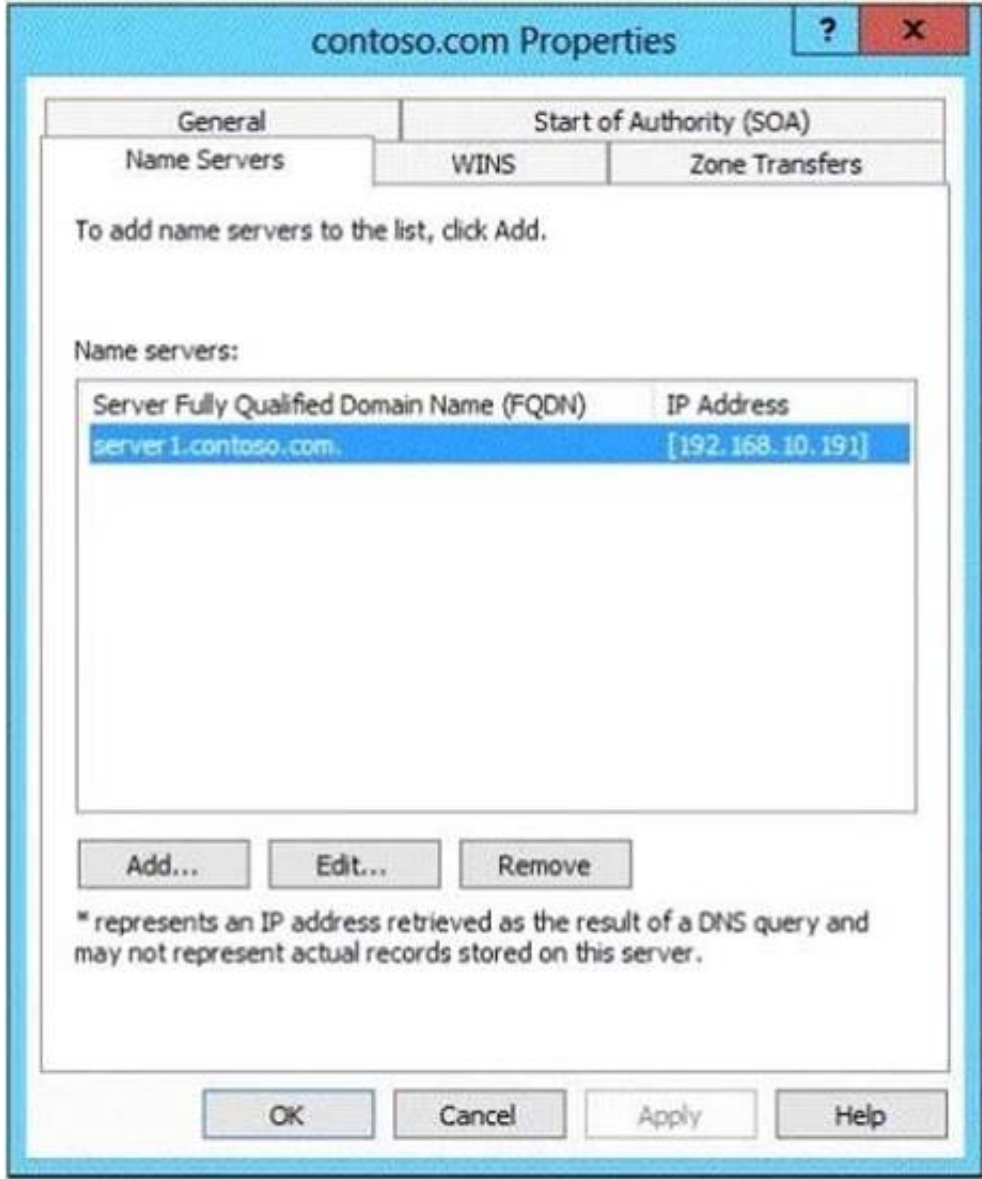 contoso.com Properties
?
x
General
Start of Authority (SOA)
Name Servers
WINS
Zone Transfers
To add name servers to the list, click Add.
Name servers:
Server Fully Qualified Domain Name (FQDN)
IP Address
server1.contoso.com.
[192.168.10.191]
Add...
Edit...
Remove
* represents an IP address retrieved as the result of a DNS query and
may not represent actual records stored on this server.
OK
Cancel
Apply
Help